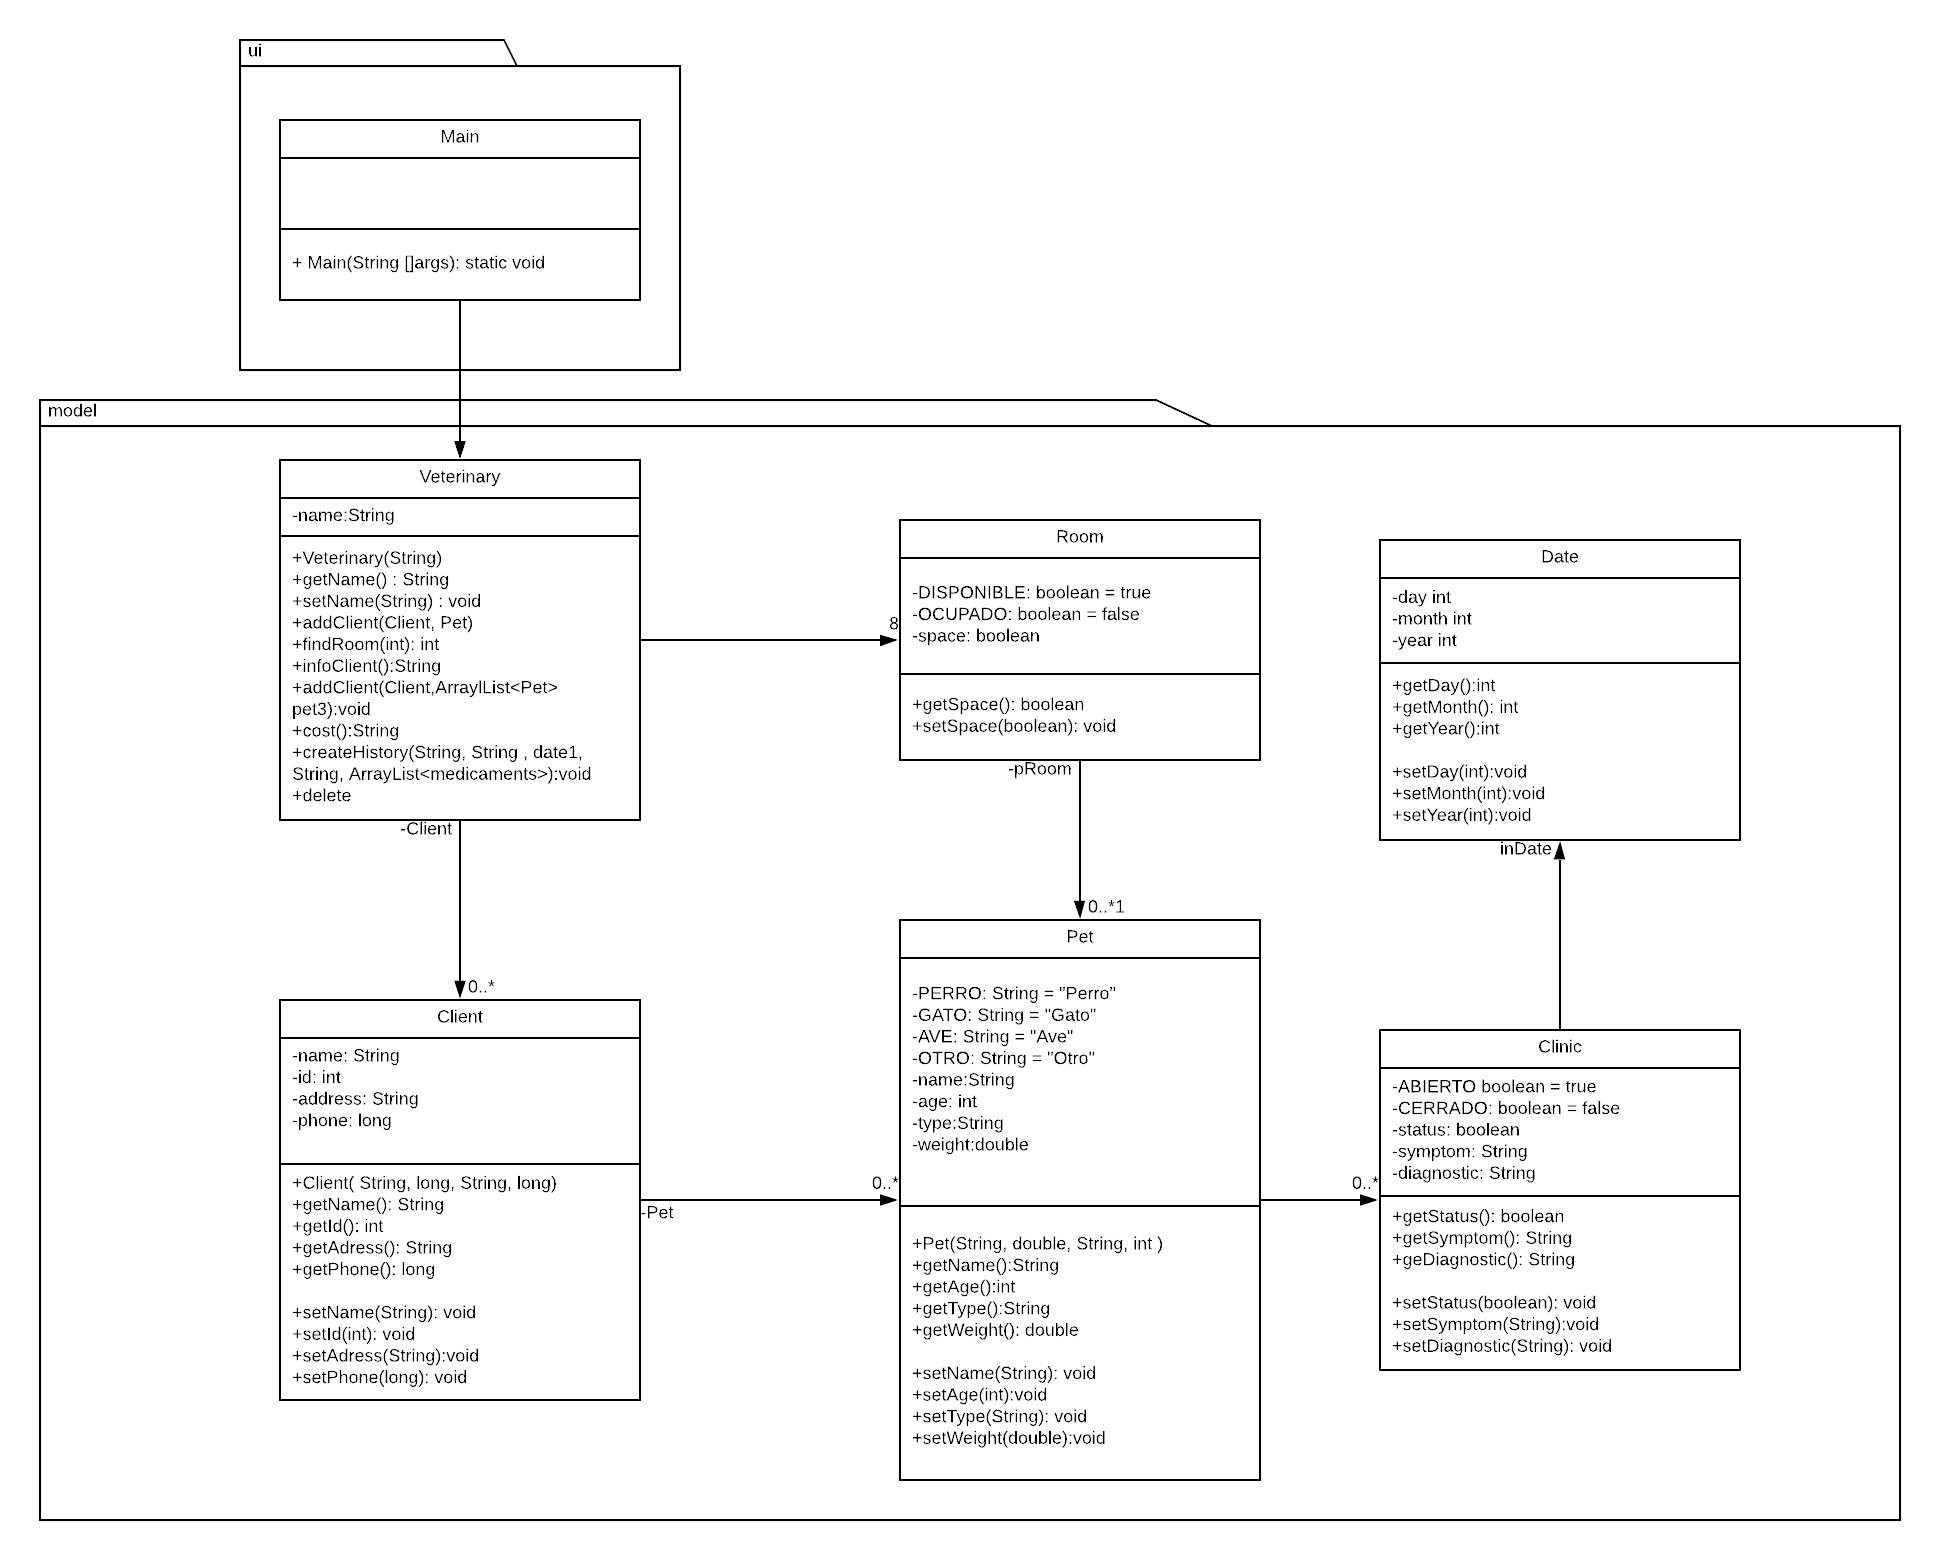 ui
Main
+ Main(String []args): static void
model
Veterinary
-name:String
+Veterinary(String)
+getName() : String
+setName(String) : void
+addClient(Client, Pet)
+findRoom(int): int
+infoClient():String
+addClient(Client,ArraylList<Pet>
pet3):void
+cost():String
+createHistory(String, String , date1,
String, ArrayList<medicaments>):void
+delete
-Client
0..*
8
Room
-DISPONIBLE: boolean = true
-OCUPADO: boolean = false
-space: boolean
+getSpace(): boolean
+setSpace(boolean): void
-pRoom
0..*1
Date
-day int
-month int
-year int
+getDay():int
+getMonth(): int
+getYear():int
+setDay(int):void
+setMonth(int):void
+setYear(int):void
inDate
Client
-name: String
-id: int
-address: String
-phone: long
+Client( String, long, String, long)
+getName(): String
+getId(): int
+getAdress(): String
+getPhone(): long
+setName(String): void
+setId(int): void
+setAdress(String):void
+setPhone(long): void
-Pet
0..*
Pet
-PERRO: String = "Perro"
-GATO: String = "Gato"
-AVE: String = "Ave"
-OTRO: String = "Otro"
-name:String
-age: int
-type:String
-weight:double
+Pet(String, double, String, int )
+getName():String
+getAge():int
+getType():String
+getWeight(): double
+setName(String): void
+setAge(int):void
+setType(String): void
+setWeight(double):void
0..*
Clinic
-ABIERTO boolean = true
-CERRADO: boolean = false
-status: boolean
-symptom: String
-diagnostic: String
+getStatus(): boolean
+getSymptom(): String
+geDiagnostic(): String
+setStatus(boolean): void
+setSymptom(String):void
+setDiagnostic(String): void